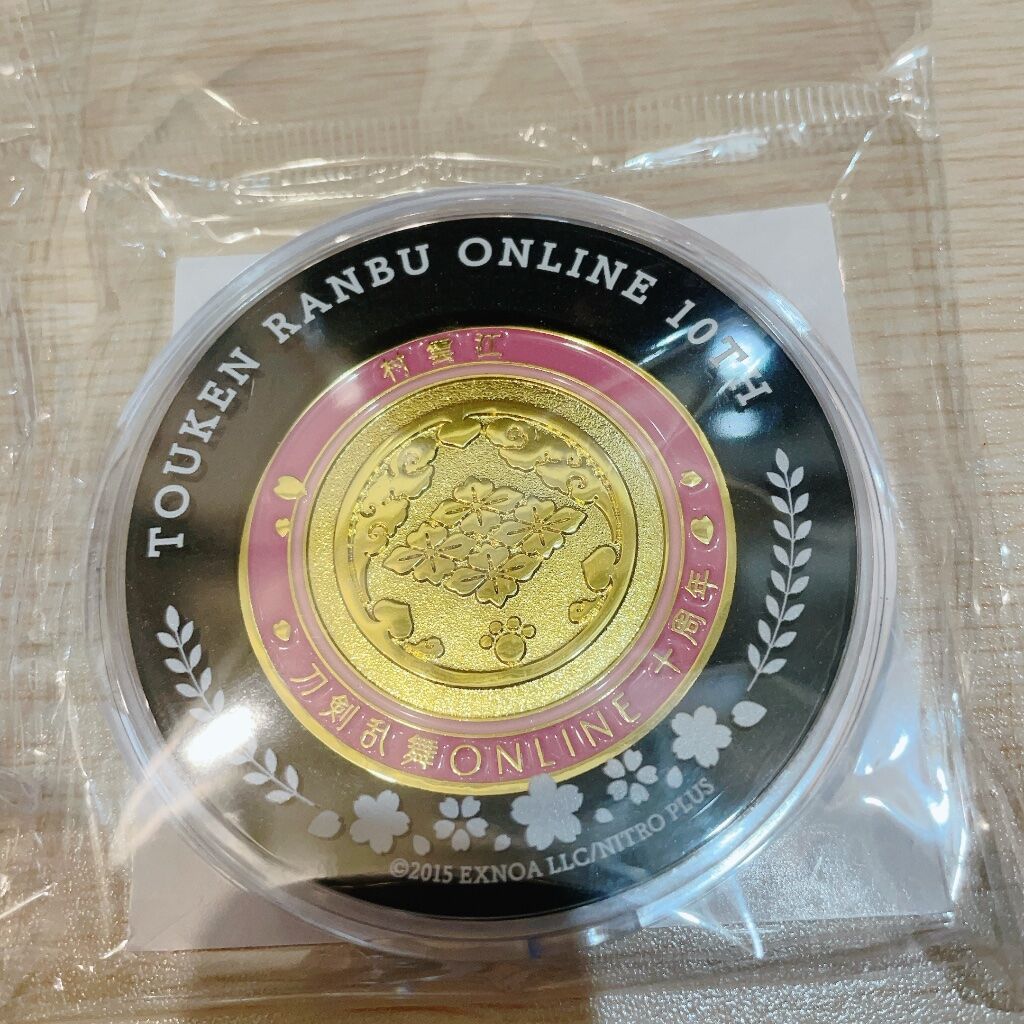 TOUKEN RANBU ONLINE 10TH
村雲江
刀剣乱舞ONLINE 十周年
©2015 EXNOA LLC/NITRO PLUS